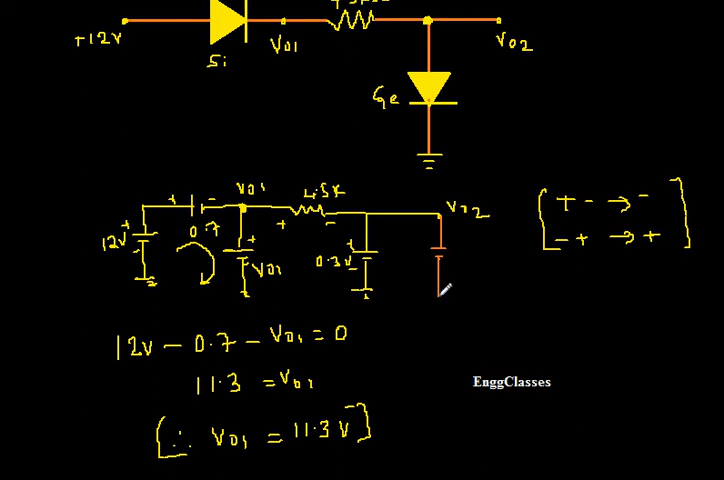 +12V
Si
V01
V02
Ge
V01
4.5K
V02
+ -
0.7
+ -
12V
+ -
V01
+ -
0.3V
+ -
+ - → -
- + → +
12V - 0.7 - V01 = 0
11.3 = V01
∴ V01 = 11.3V
EnggClasses